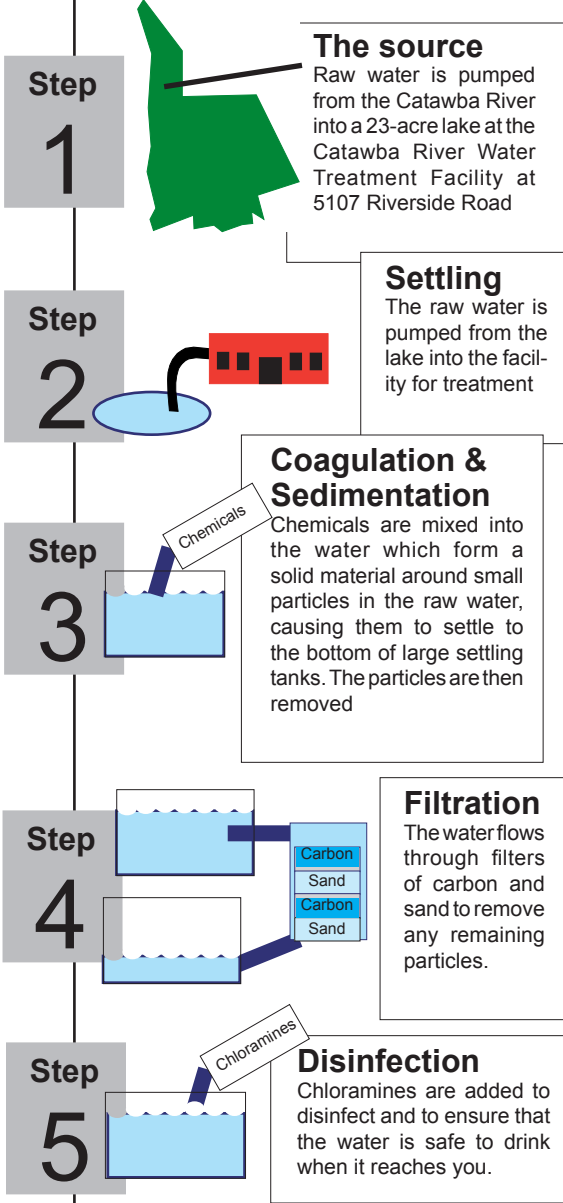 Step
1
The source
Raw water is pumped
from the Catawba River
into a 23-acre lake at the
Catawba River Water
Treatment Facility at
5107 Riverside Road
Step
2
Settling
The raw water is
pumped from the
lake into the facil-
ity for treatment
Step
3
Chemicals
Coagulation &
Sedimentation
Chemicals are mixed into
the water which form a
solid material around small
particles in the raw water,
causing them to settle to
the bottom of large settling
tanks. The particles are then
removed
Step
4
Carbon
Sand
Carbon
Sand
Filtration
The water flows
through filters
of carbon and
sand to remove
any remaining
particles.
Step
5
Chloramines
Disinfection
Chloramines are added to
disinfect and to ensure that
the water is safe to drink
when it reaches you.